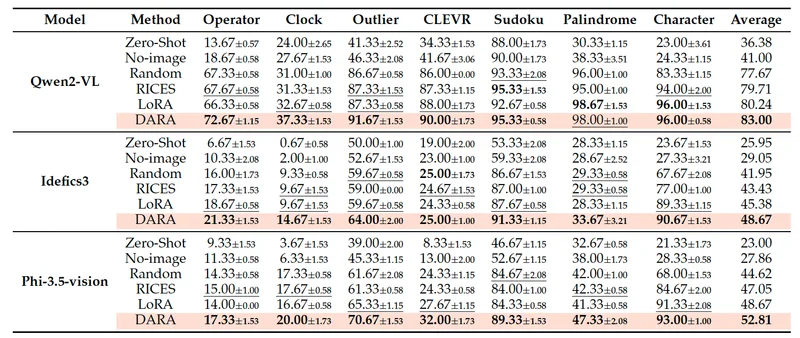 Model Method Operator Clock Outlier CLEVR Sudoku Palindrome Character Average
Zero-Shot 13.67±0.57 24.00±2.65 41.33±2.52 34.33±1.53 88.00±1.73 30.33±1.15 23.00±3.61 36.38
No-image 18.67±0.58 27.67±1.53 46.33±2.08 41.67±3.06 90.00±1.73 38.33±3.51 24.33±1.15 41.00
Random 67.33±0.58 31.00±1.00 86.67±0.58 86.00±0.00 93.33±2.08 96.00±1.00 83.33±1.15 77.67
Qwen2-VL
RICES 67.67±0.58 31.33±0.58 87.33±1.53 87.33±1.15 95.33±1.53 95.00±1.00 94.00±2.00 79.71
LoRA 66.33±0.58 32.67±0.58 87.33±0.58 88.00±1.73 92.67±0.58 98.67±1.53 96.00±1.53 80.24
DARA 72.67±1.15 37.33±1.53 91.67±1.53 90.00±1.73 95.33±0.58 98.00±1.00 96.00±0.58 83.00
Zero-Shot 6.67±1.53 0.67±0.58 50.00±1.00 19.00±2.00 53.33±2.08 28.33±1.15 23.67±1.53 25.95
No-image 10.33±2.08 2.00±1.00 52.67±1.53 23.00±1.00 59.33±2.08 28.67±2.52 27.33±3.21 29.05
Random 16.00±1.73 9.33±0.58 59.67±0.58 25.00±1.73 86.67±1.53 29.33±0.58 67.67±2.08 41.95
Idefics3
RICES 17.33±1.53 9.67±1.53 59.00±0.00 24.67±1.53 87.00±1.00 29.33±0.58 77.00±1.00 43.43
LoRA 18.67±0.58 9.67±1.53 59.67±0.58 24.33±0.58 87.67±0.58 28.33±1.15 89.33±1.15 45.38
DARA 21.33±1.53 14.67±1.53 64.00±2.00 25.00±1.00 91.33±1.15 33.67±3.21 90.67±1.53 48.67
Zero-Shot 9.33±1.53 3.67±1.53 39.00±2.00 8.33±1.53 46.67±1.15 32.67±0.58 21.33±1.73 23.00
No-image 11.33±0.58 6.33±1.53 45.33±1.15 13.00±2.00 52.67±1.15 38.00±1.73 28.33±0.58 27.86
Random 14.33±0.58 17.33±0.58 61.67±2.08 24.33±1.15 84.67±2.08 42.00±1.00 68.00±1.53 44.62
Phi-3.5-vision
RICES 15.00±1.00 17.67±0.58 61.33±0.58 24.33±0.58 84.00±1.00 42.33±0.58 84.67±2.00 47.05
LoRA 14.00±0.00 16.67±0.58 65.33±1.15 27.67±1.15 84.33±0.58 41.33±0.58 91.33±2.08 48.67
DARA 17.33±1.53 20.00±1.73 70.67±1.53 32.00±1.73 89.33±1.53 47.33±2.08 93.00±1.00 52.81